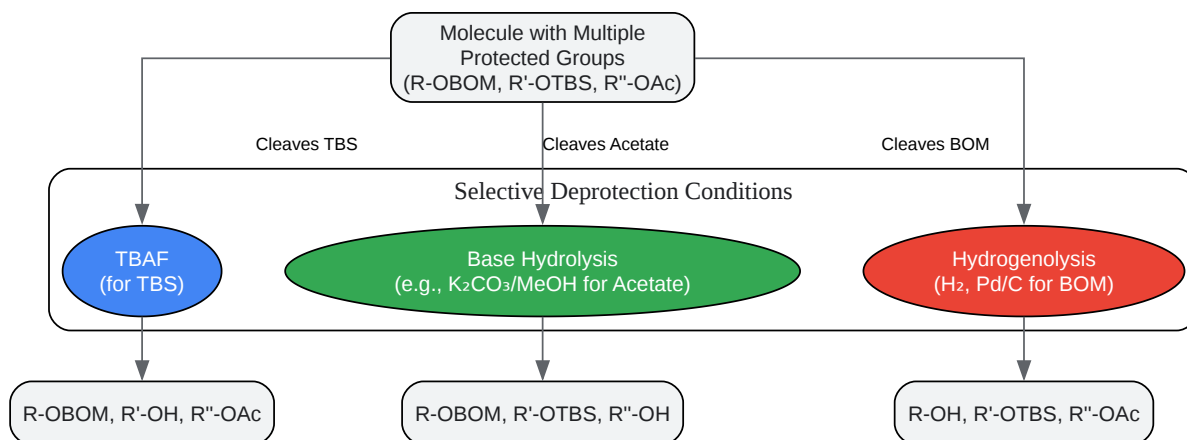 Molecule with Multiple
Protected Groups
(R-OBOM, R'-OTBS, R''-OAc)
Cleaves TBS
Cleaves Acetate
Cleaves BOM
Selective Deprotection Conditions
TBAF
(for TBS)
Base Hydrolysis
(e.g., K₂CO₃/MeOH for Acetate)
Hydrogenolysis
(H₂, Pd/C for BOM)
R-OBOM, R'-OH, R''-OAc
R-OBOM, R'-OTBS, R''-OH
R-OH, R'-OTBS, R''-OAc